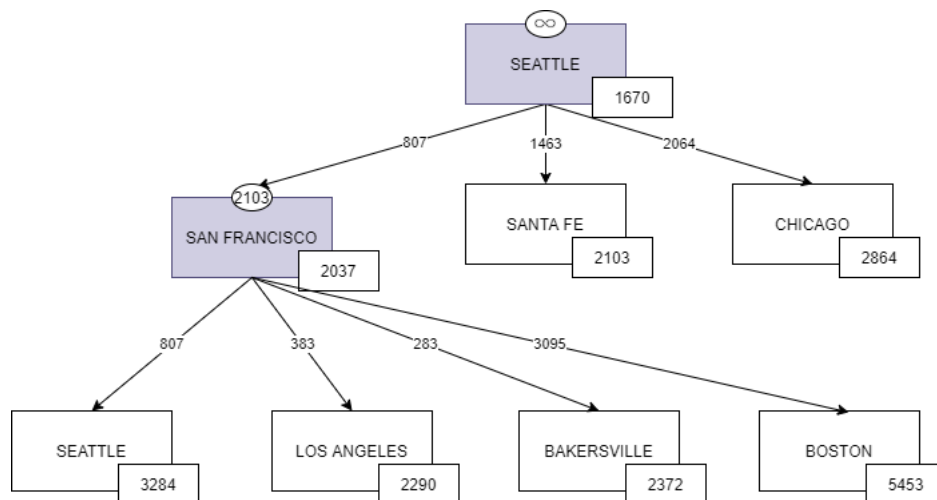 ∞
SEATTLE
1670
807
1463
2064
2103
SAN FRANCISCO
2037
SANTA FE
2103
CHICAGO
2864
807
383
283
3095
SEATTLE
3284
LOS ANGELES
2290
BAKERSVILLE
2372
BOSTON
5453